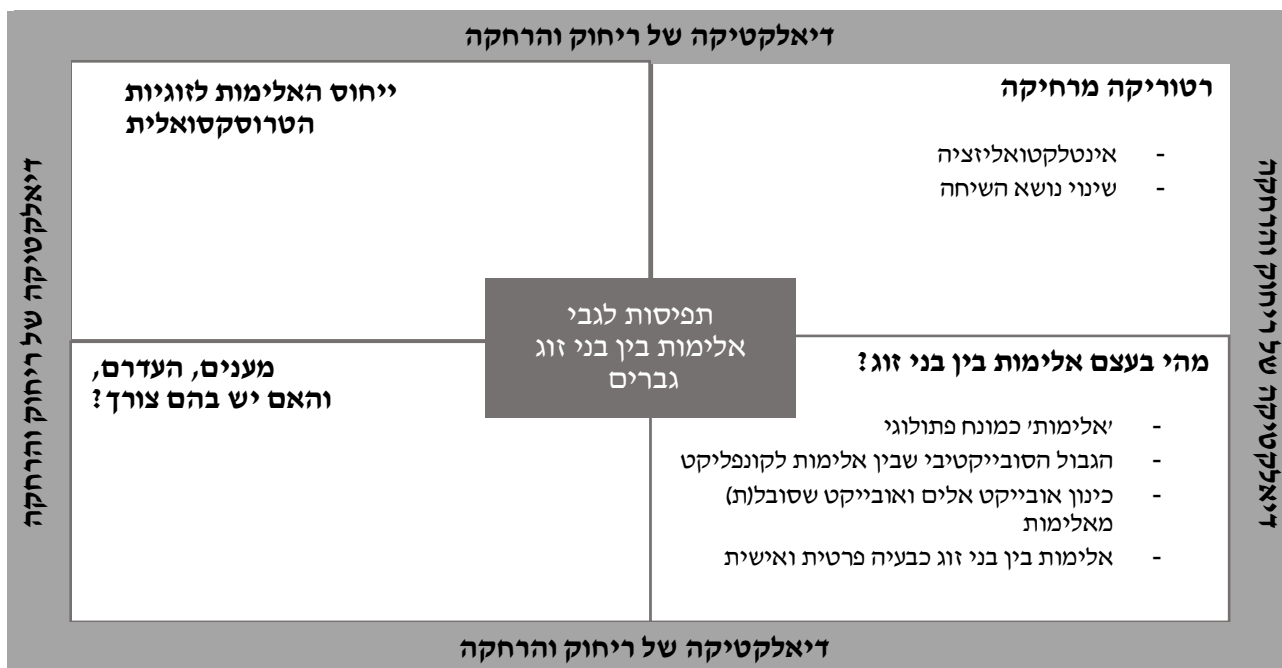 דיאלקטיקה של ריחוק והרחקה
דיאלקטיקה של ריחוק והרחקה
רטוריקה מרחיקה
- אינטלקטואליזציה
- שינוי נושא השיחה
ייחוס האלימות לזוגיות
הטרוסקסואלית
תפיסות לגבי
אלימות בין בני זוג
גברים
מהי בעצם אלימות בין בני זוג?
- 'אלימות' כמונח פתולוגי
- הגבול הסובייקטיבי שבין אלימות לקונפליקט
- כינון אובייקט אלים ואובייקט שסובל(ת)
מאלימות
- אלימות בין בני זוג כבעיה פרטית ואישית
מענים, העדרם,
והאם יש בהם צורך?
דיאלקטיקה של ריחוק והרחקה
דיאלקטיקה של ריחוק והרחקה